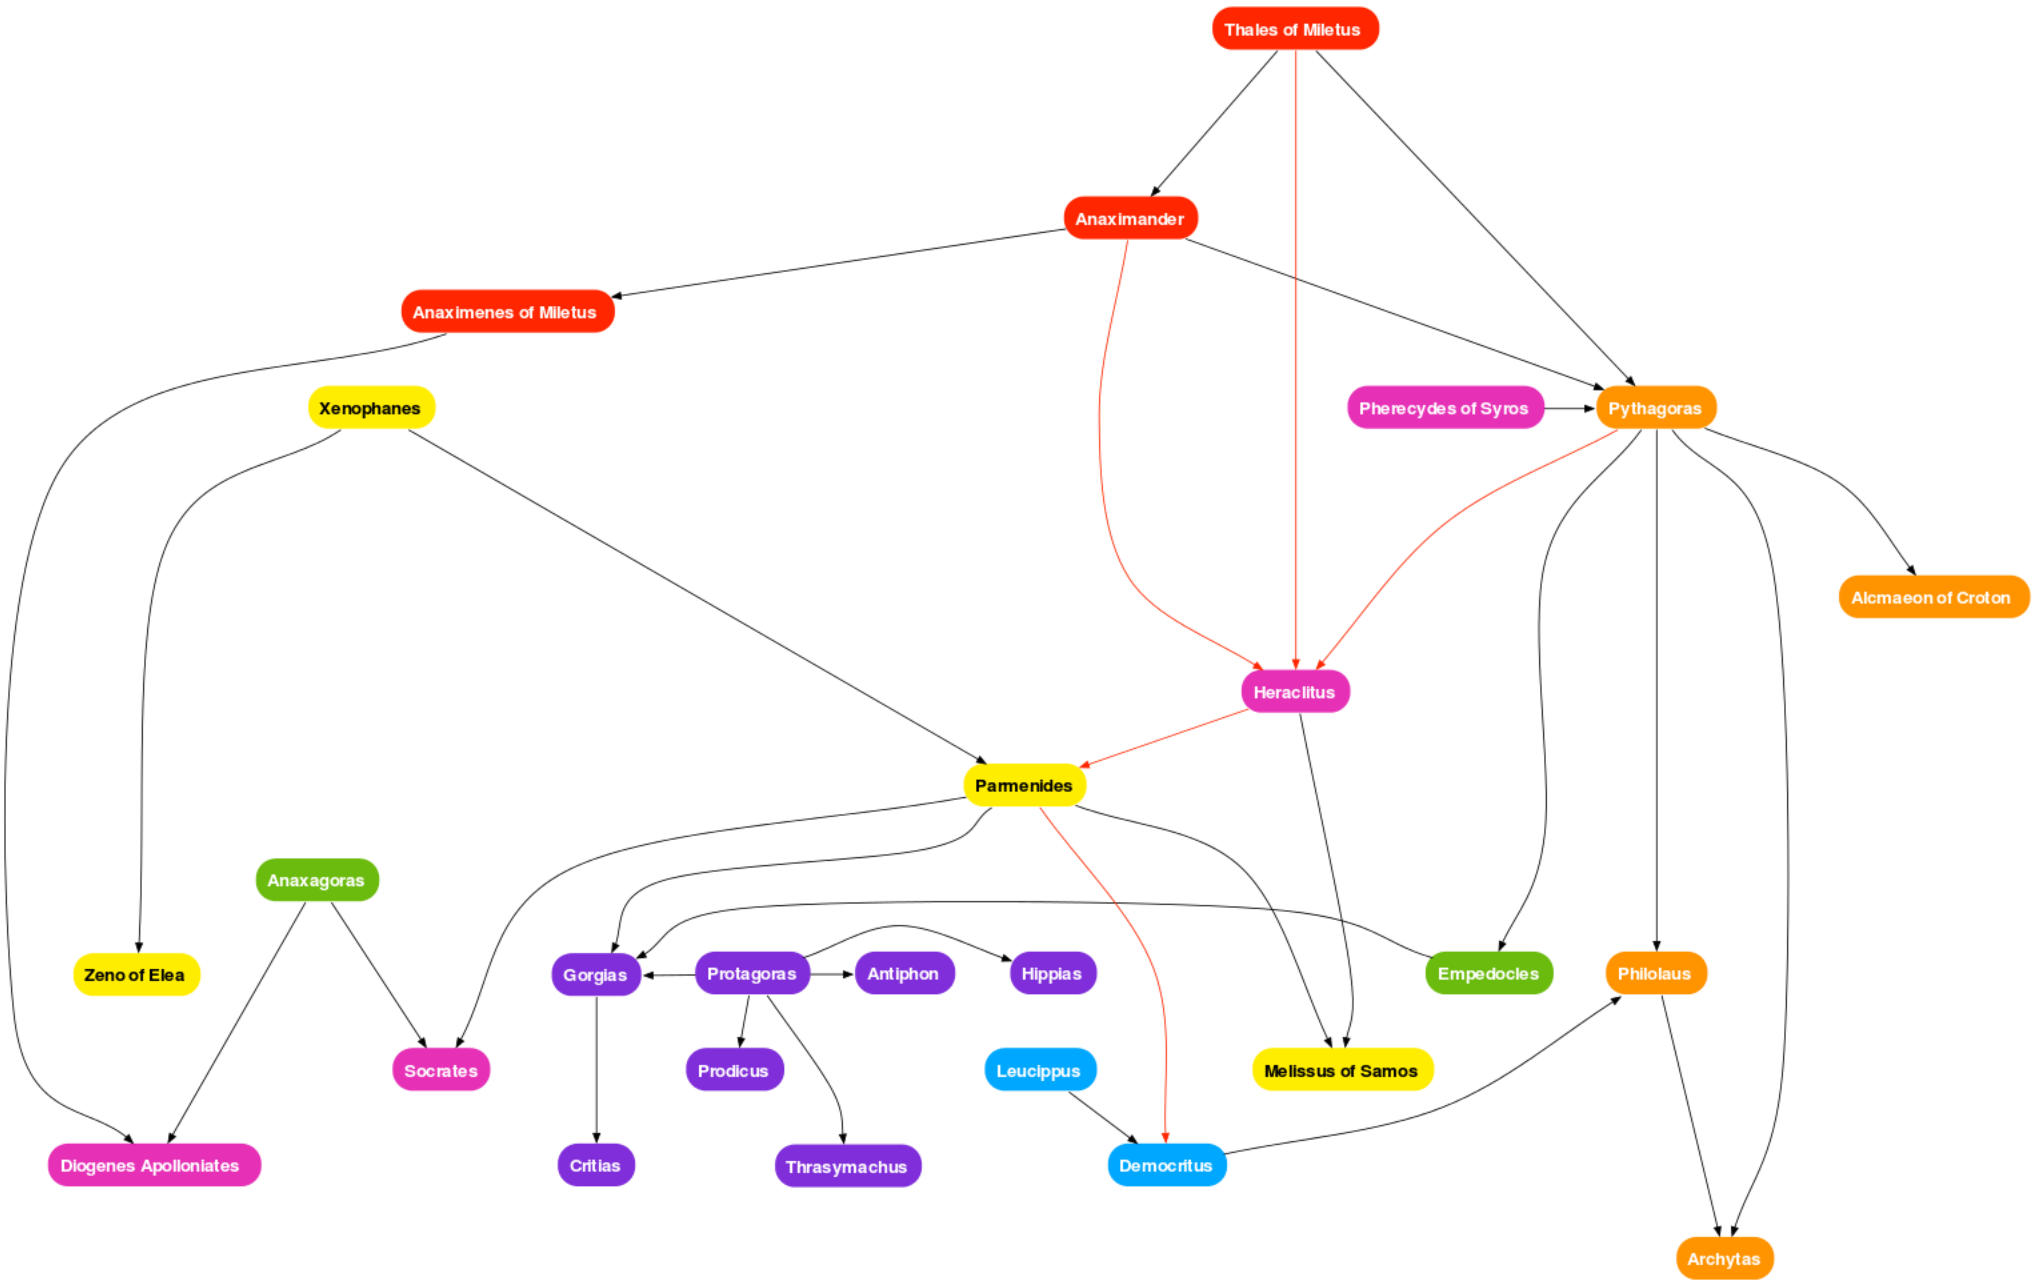 Thales of Miletus
Anaximander
Anaximenes of Miletus
Xenophanes
Pherecydes of Syros
Pythagoras
Alcmaeon of Croton
Heraclitus
Parmenides
Anaxagoras
Zeno of Elea
Gorgias
Protagoras
Antiphon
Hippias
Empedocles
Philolaus
Socrates
Prodicus
Leucippus
Melissus of Samos
Diogenes Apolloniates
Critias
Thrasymachus
Democritus
Archytas